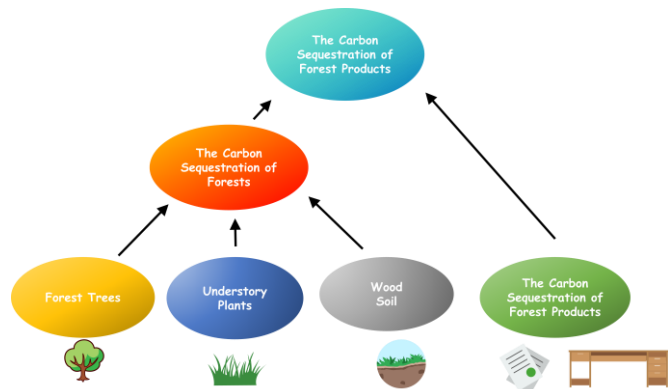 The Carbon
Sequestration of
Forest Products
The Carbon
Sequestration of
Forests
Forest Trees
Understory
Plants
Wood
Soil
The Carbon
Sequestration of
Forest Products